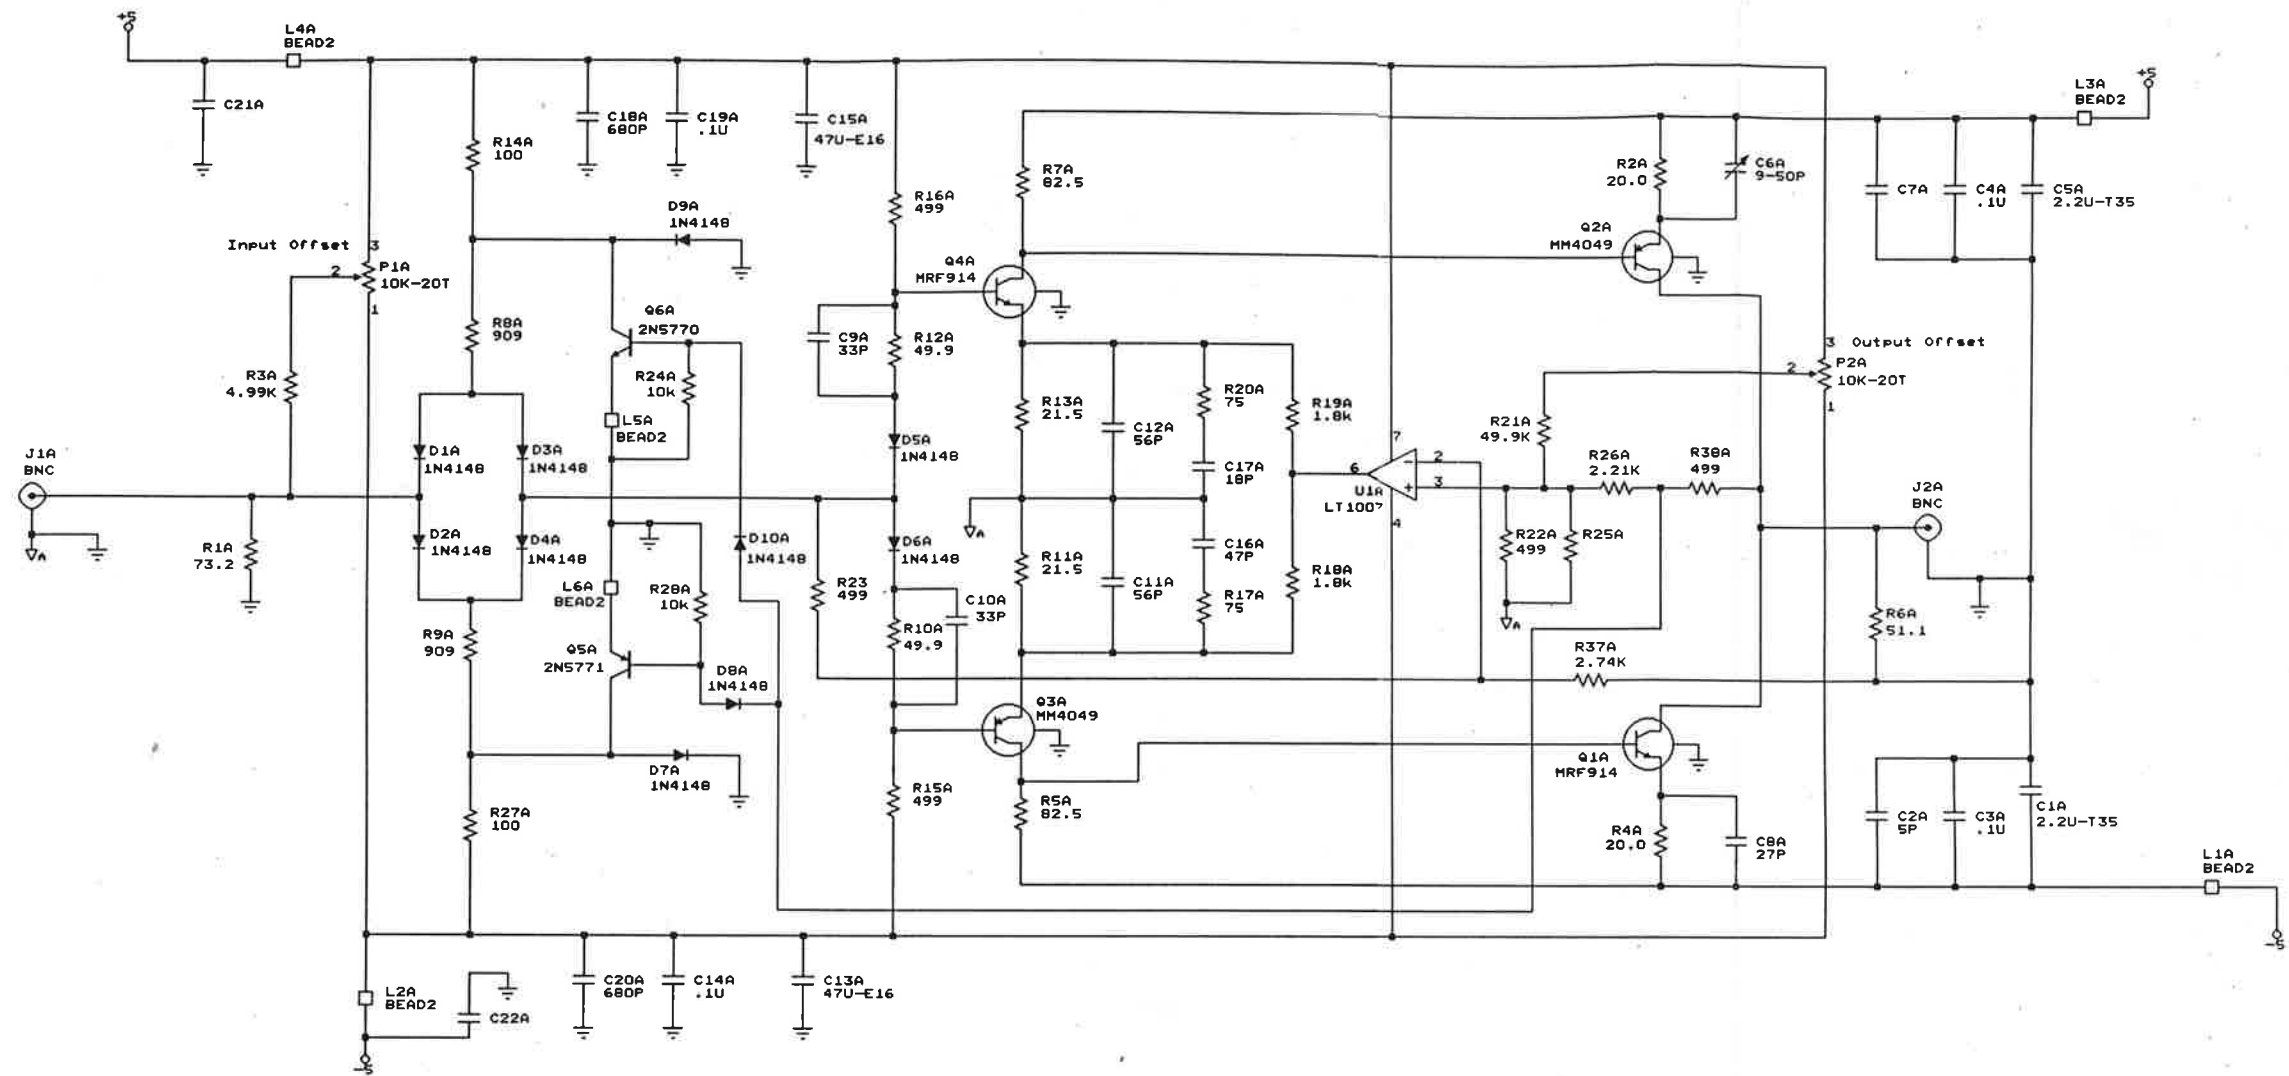 +5
L4A
BEAD2
C21A
R14A
100
C18A
680P
C19A
.1U
C15A
47U-E16
L3A
BEAD2
+5
R7A
82.5
R2A
20.0
C6A
9-50P
C7A
C4A
.1U
C5A
2.2U-T35
R16A
499
D9A
1N4148
Input Offset
3
2
P1A
10K-20T
1
Q4A
MRF914
Q2A
MM4049
Q6A
2N5770
R8A
909
C9A
33P
R12A
49.9
R3A
4.99K
R24A
10k
L5A
BEAD2
3 Output Offset
2
P2A
10K-20T
1
R13A
21.5
C12A
56P
R20A
75
R19A
1.8k
R21A
49.9K
D1A
1N4148
D3A
1N4148
D5A
1N4148
C17A
18P
7
6
2
3
U1A
LT1007
4
R26A
2.21K
R38A
499
J1A
BNC
J2A
BNC
A
R1A
73.2
D2A
1N4148
D4A
1N4148
D10A
1N4148
D6A
1N4148
A
R11A
21.5
C11A
56P
C16A
47P
R17A
75
R18A
1.8k
R22A
499
R25A
A
L6A
BEAD2
R28A
10k
R23
499
C10A
33P
R10A
49.9
R6A
51.1
R9A
909
Q5A
2N5771
D8A
1N4148
R37A
2.74K
Q3A
MM4049
D7A
1N4148
Q1A
MRF914
R27A
100
R15A
499
R5A
82.5
R4A
20.0
C8A
27P
C2A
5P
C3A
.1U
C1A
2.2U-T35
L1A
BEAD2
-5
L2A
BEAD2
C22A
C20A
680P
C14A
.1U
C13A
47U-E16
-5